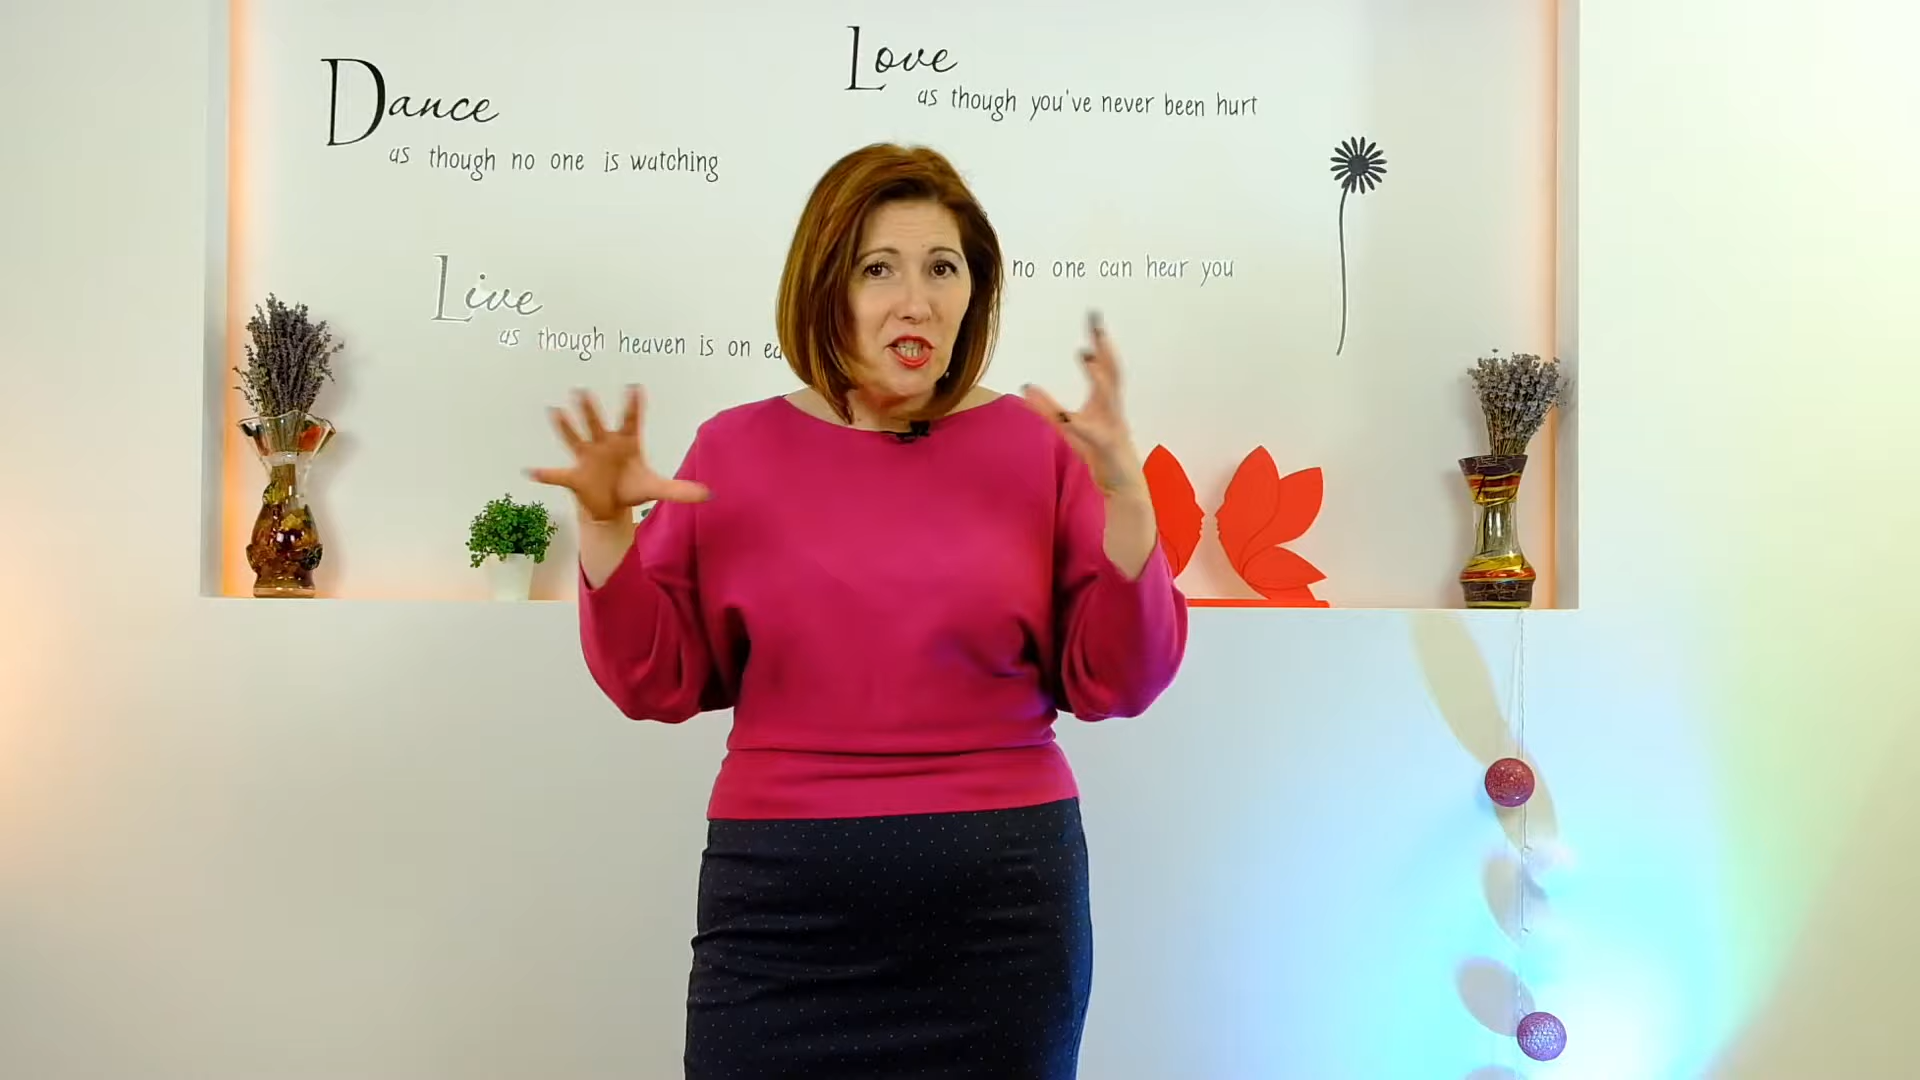 Dance
as though no one is watching
Love
as though you've never been hurt
no one can hear you
Live
as though heaven is on